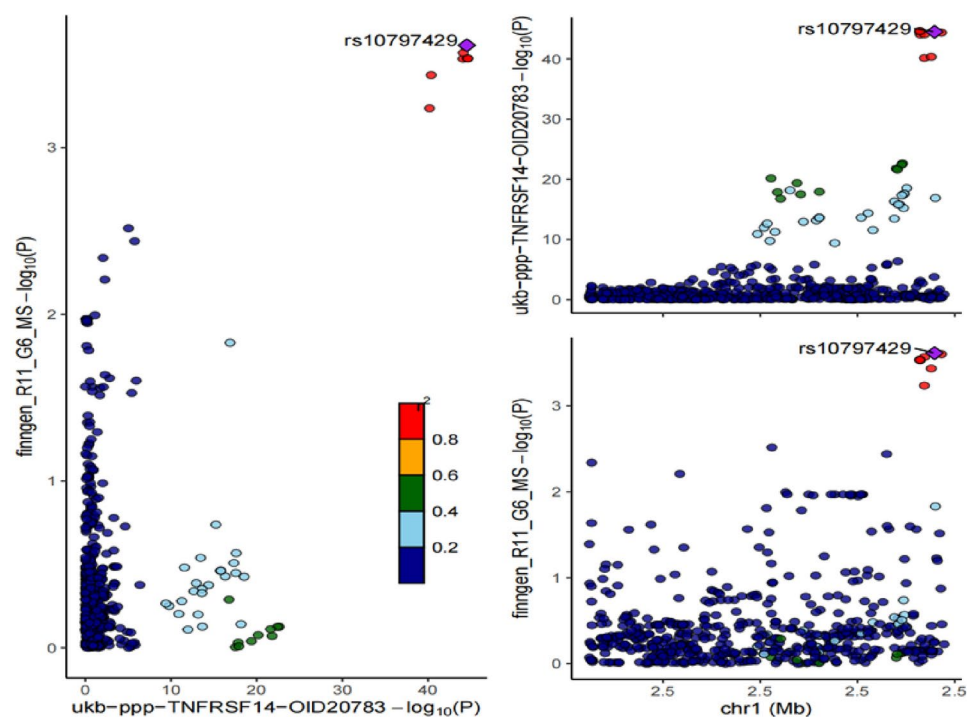 rs10797429
finngen_R11_G6_MS −log10(P)
3
2
1
0
r2
0.8
0.6
0.4
0.2
0 10 20 30 40
ukb−ppp−TNFRSF14−OID20783 −log10(P)
rs10797429
ukb−ppp−TNFRSF14−OID20783 −log10(P)
40
30
20
10
0
rs10797429
finngen_R11_G6_MS −log10(P)
3
2
1
0
2.5 2.5 2.5 2.5
chr1 (Mb)